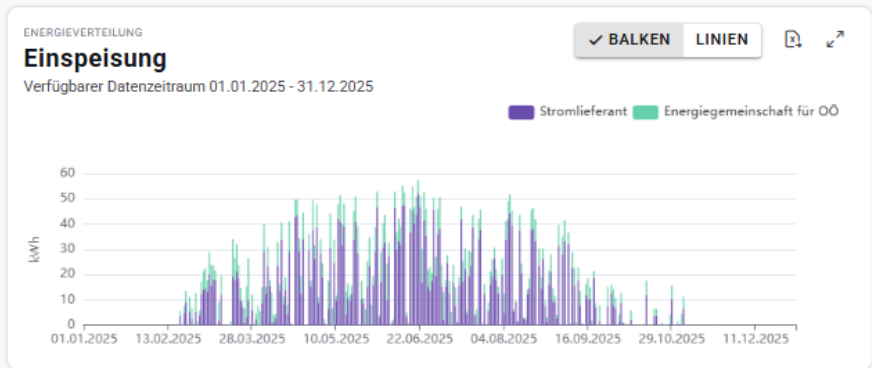 ENERGIEVERTEILUNG
Einspeisung
BALKEN LINIEN
Verfügbarer Datenzeitraum 01.01.2025 - 31.12.2025
Stromlieferant Energiegemeinschaft für OÖ
60
50
40
30
20
10
0
kWh
01.01.2025 13.02.2025 28.03.2025 10.05.2025 22.06.2025 04.08.2025 16.09.2025 29.10.2025 11.12.2025